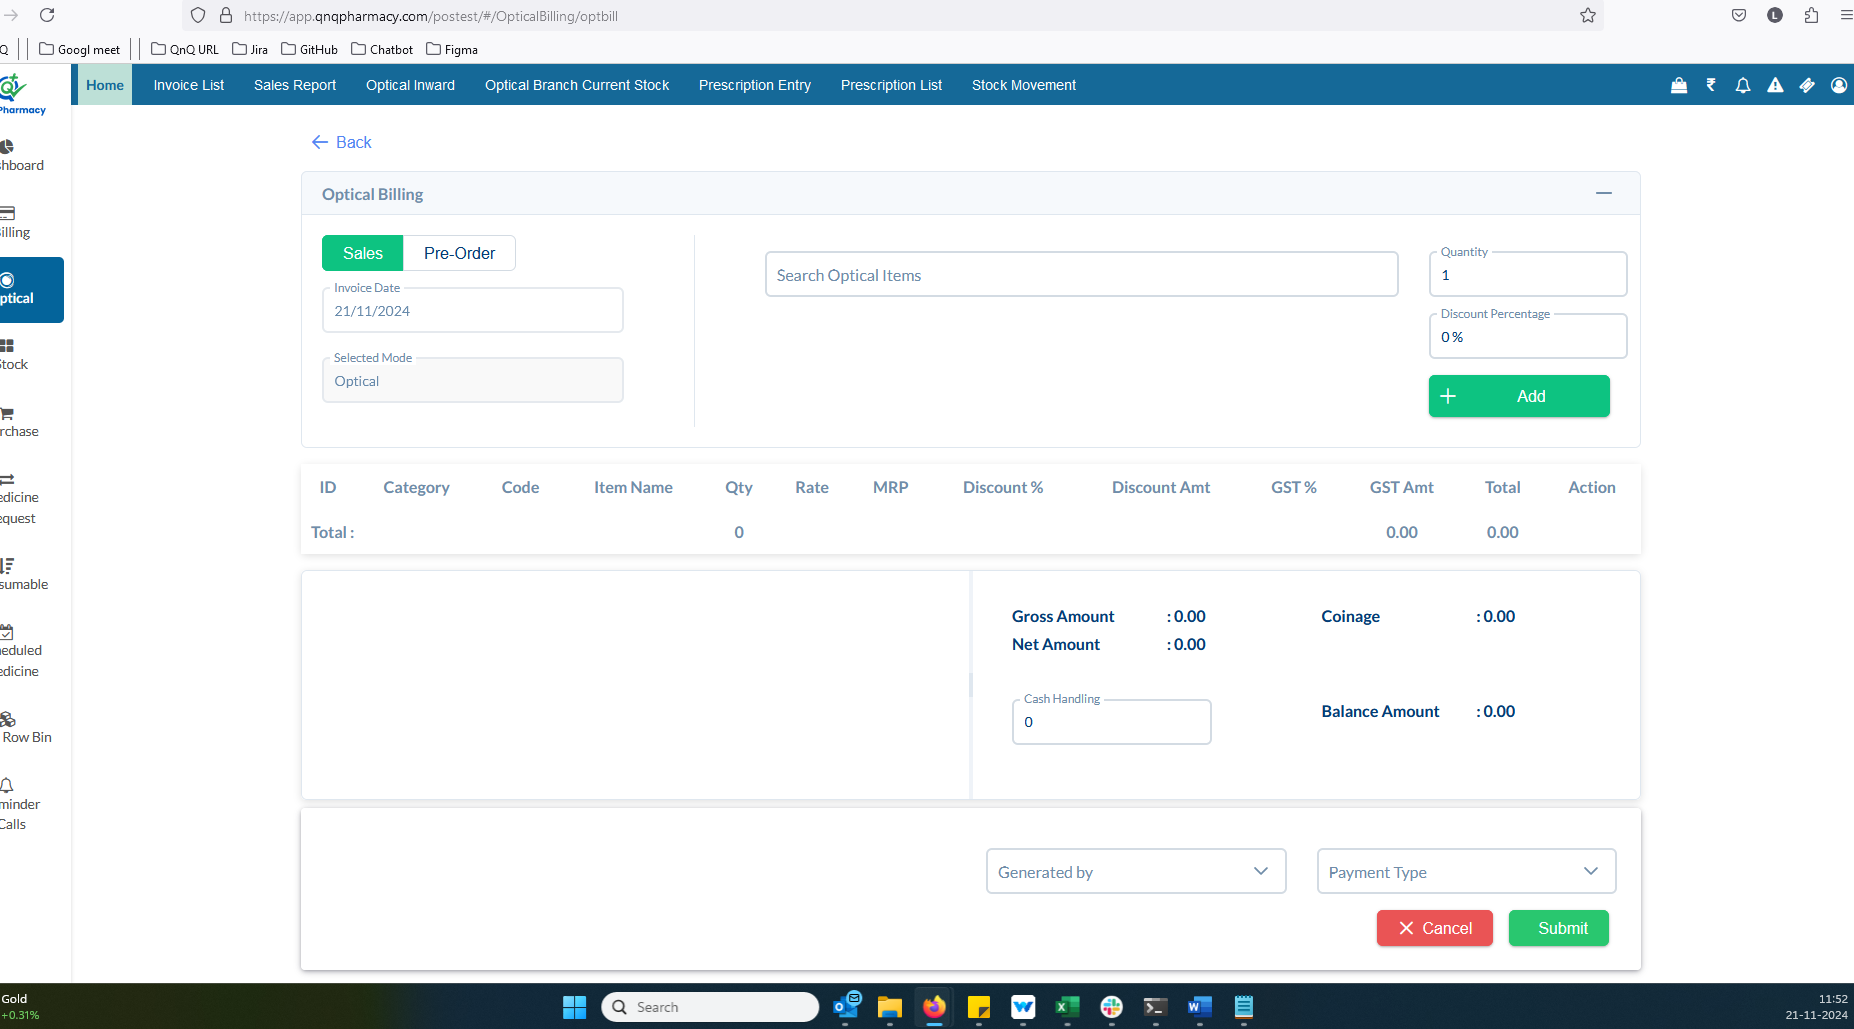 https://app.qnqpharmacy.com/postest/#/OpticalBilling/optbill
L
Q
Googl meet
QnQ URL
Jira
GitHub
Chatbot
Figma
Pharmacy
Home
Invoice List
Sales Report
Optical Inward
Optical Branch Current Stock
Prescription Entry
Prescription List
Stock Movement
shboard
illing
ptical
Stock
rchase
edicine
equest
sumable
heduled
edicine
Row Bin
minder
Calls
Back
Optical Billing
Sales
Pre-Order
Invoice Date
21/11/2024
Selected Mode
Optical
Search Optical Items
Quantity
1
Discount Percentage
0 %
Add
ID Category Code Item Name Qty Rate MRP Discount % Discount Amt GST % GST Amt Total Action
Total : 0 0.00 0.00
Gross Amount : 0.00 Coinage : 0.00
Net Amount : 0.00
Cash Handling
0
Balance Amount : 0.00
Generated by
Payment Type
Cancel
Submit
Gold
+0.31%
Search
11:52
21-11-2024